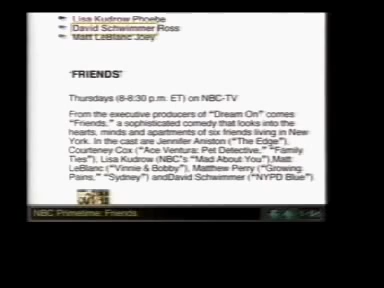 Lisa Kudrow Phoebe
David Schwimmer Ross
Matt LeBlanc Joey
"FRIENDS"
Thursdays (8-8:30 p.m. ET) on NBC-TV
From the executive producers of "Dream On" comes
"Friends," a sophisticated comedy that looks into the
hearts, minds and apartments of six friends living in New
York. In the cast are Jennifer Aniston ("The Edge"),
Courteney Cox ("Ace Ventura: Pet Detective," "Family
Ties"), Lisa Kudrow (NBC's "Mad About You"),Matt
LeBlanc ("Vinnie & Bobby"), Matthew Perry ("Growing
Pains," "Sydney") andDavid Schwimmer ("NYPD Blue").
NBC Primetime: Friends